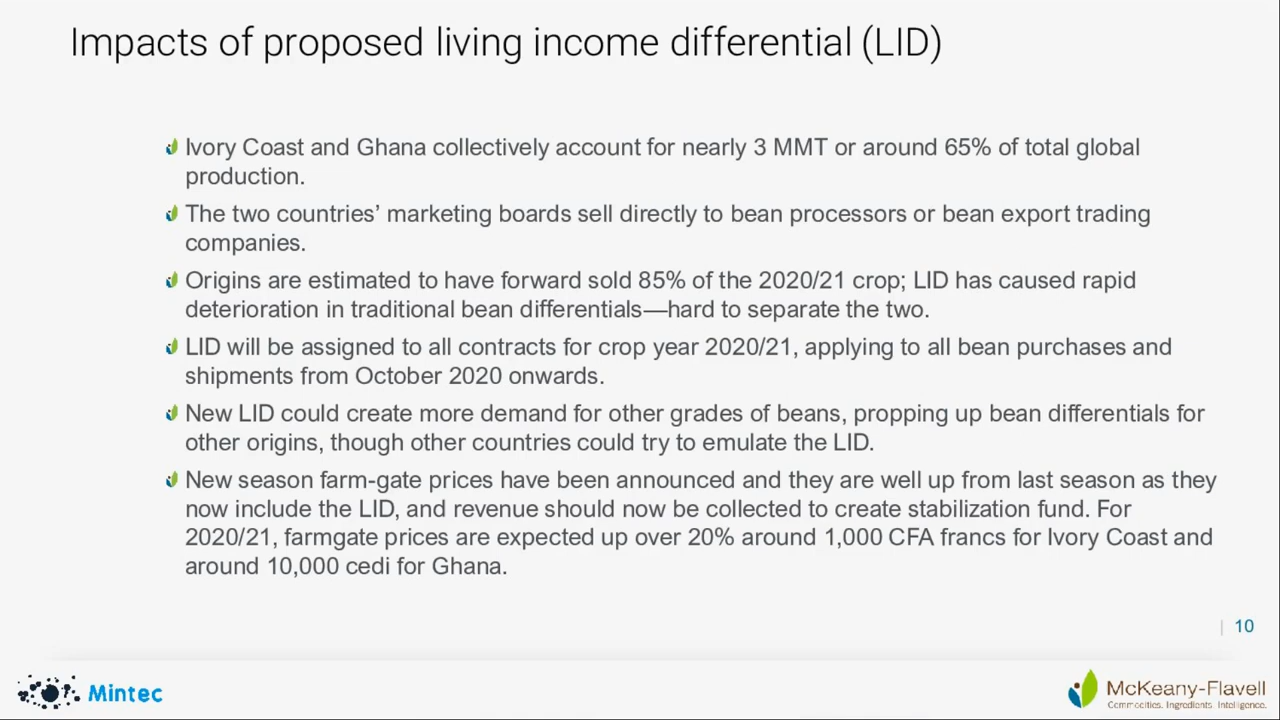 Impacts of proposed living income differential (LID)
Ivory Coast and Ghana collectively account for nearly 3 MMT or around 65% of total global
production.
The two countries’ marketing boards sell directly to bean processors or bean export trading
companies.
Origins are estimated to have forward sold 85% of the 2020/21 crop; LID has caused rapid
deterioration in traditional bean differentials—hard to separate the two.
LID will be assigned to all contracts for crop year 2020/21, applying to all bean purchases and
shipments from October 2020 onwards.
New LID could create more demand for other grades of beans, propping up bean differentials for
other origins, though other countries could try to emulate the LID.
New season farm-gate prices have been announced and they are well up from last season as they
now include the LID, and revenue should now be collected to create stabilization fund. For
2020/21, farmgate prices are expected up over 20% around 1,000 CFA francs for Ivory Coast and
around 10,000 cedi for Ghana.
| 10
Mintec
McKeany-Flavell
Commodities. Ingredients. Intelligence.